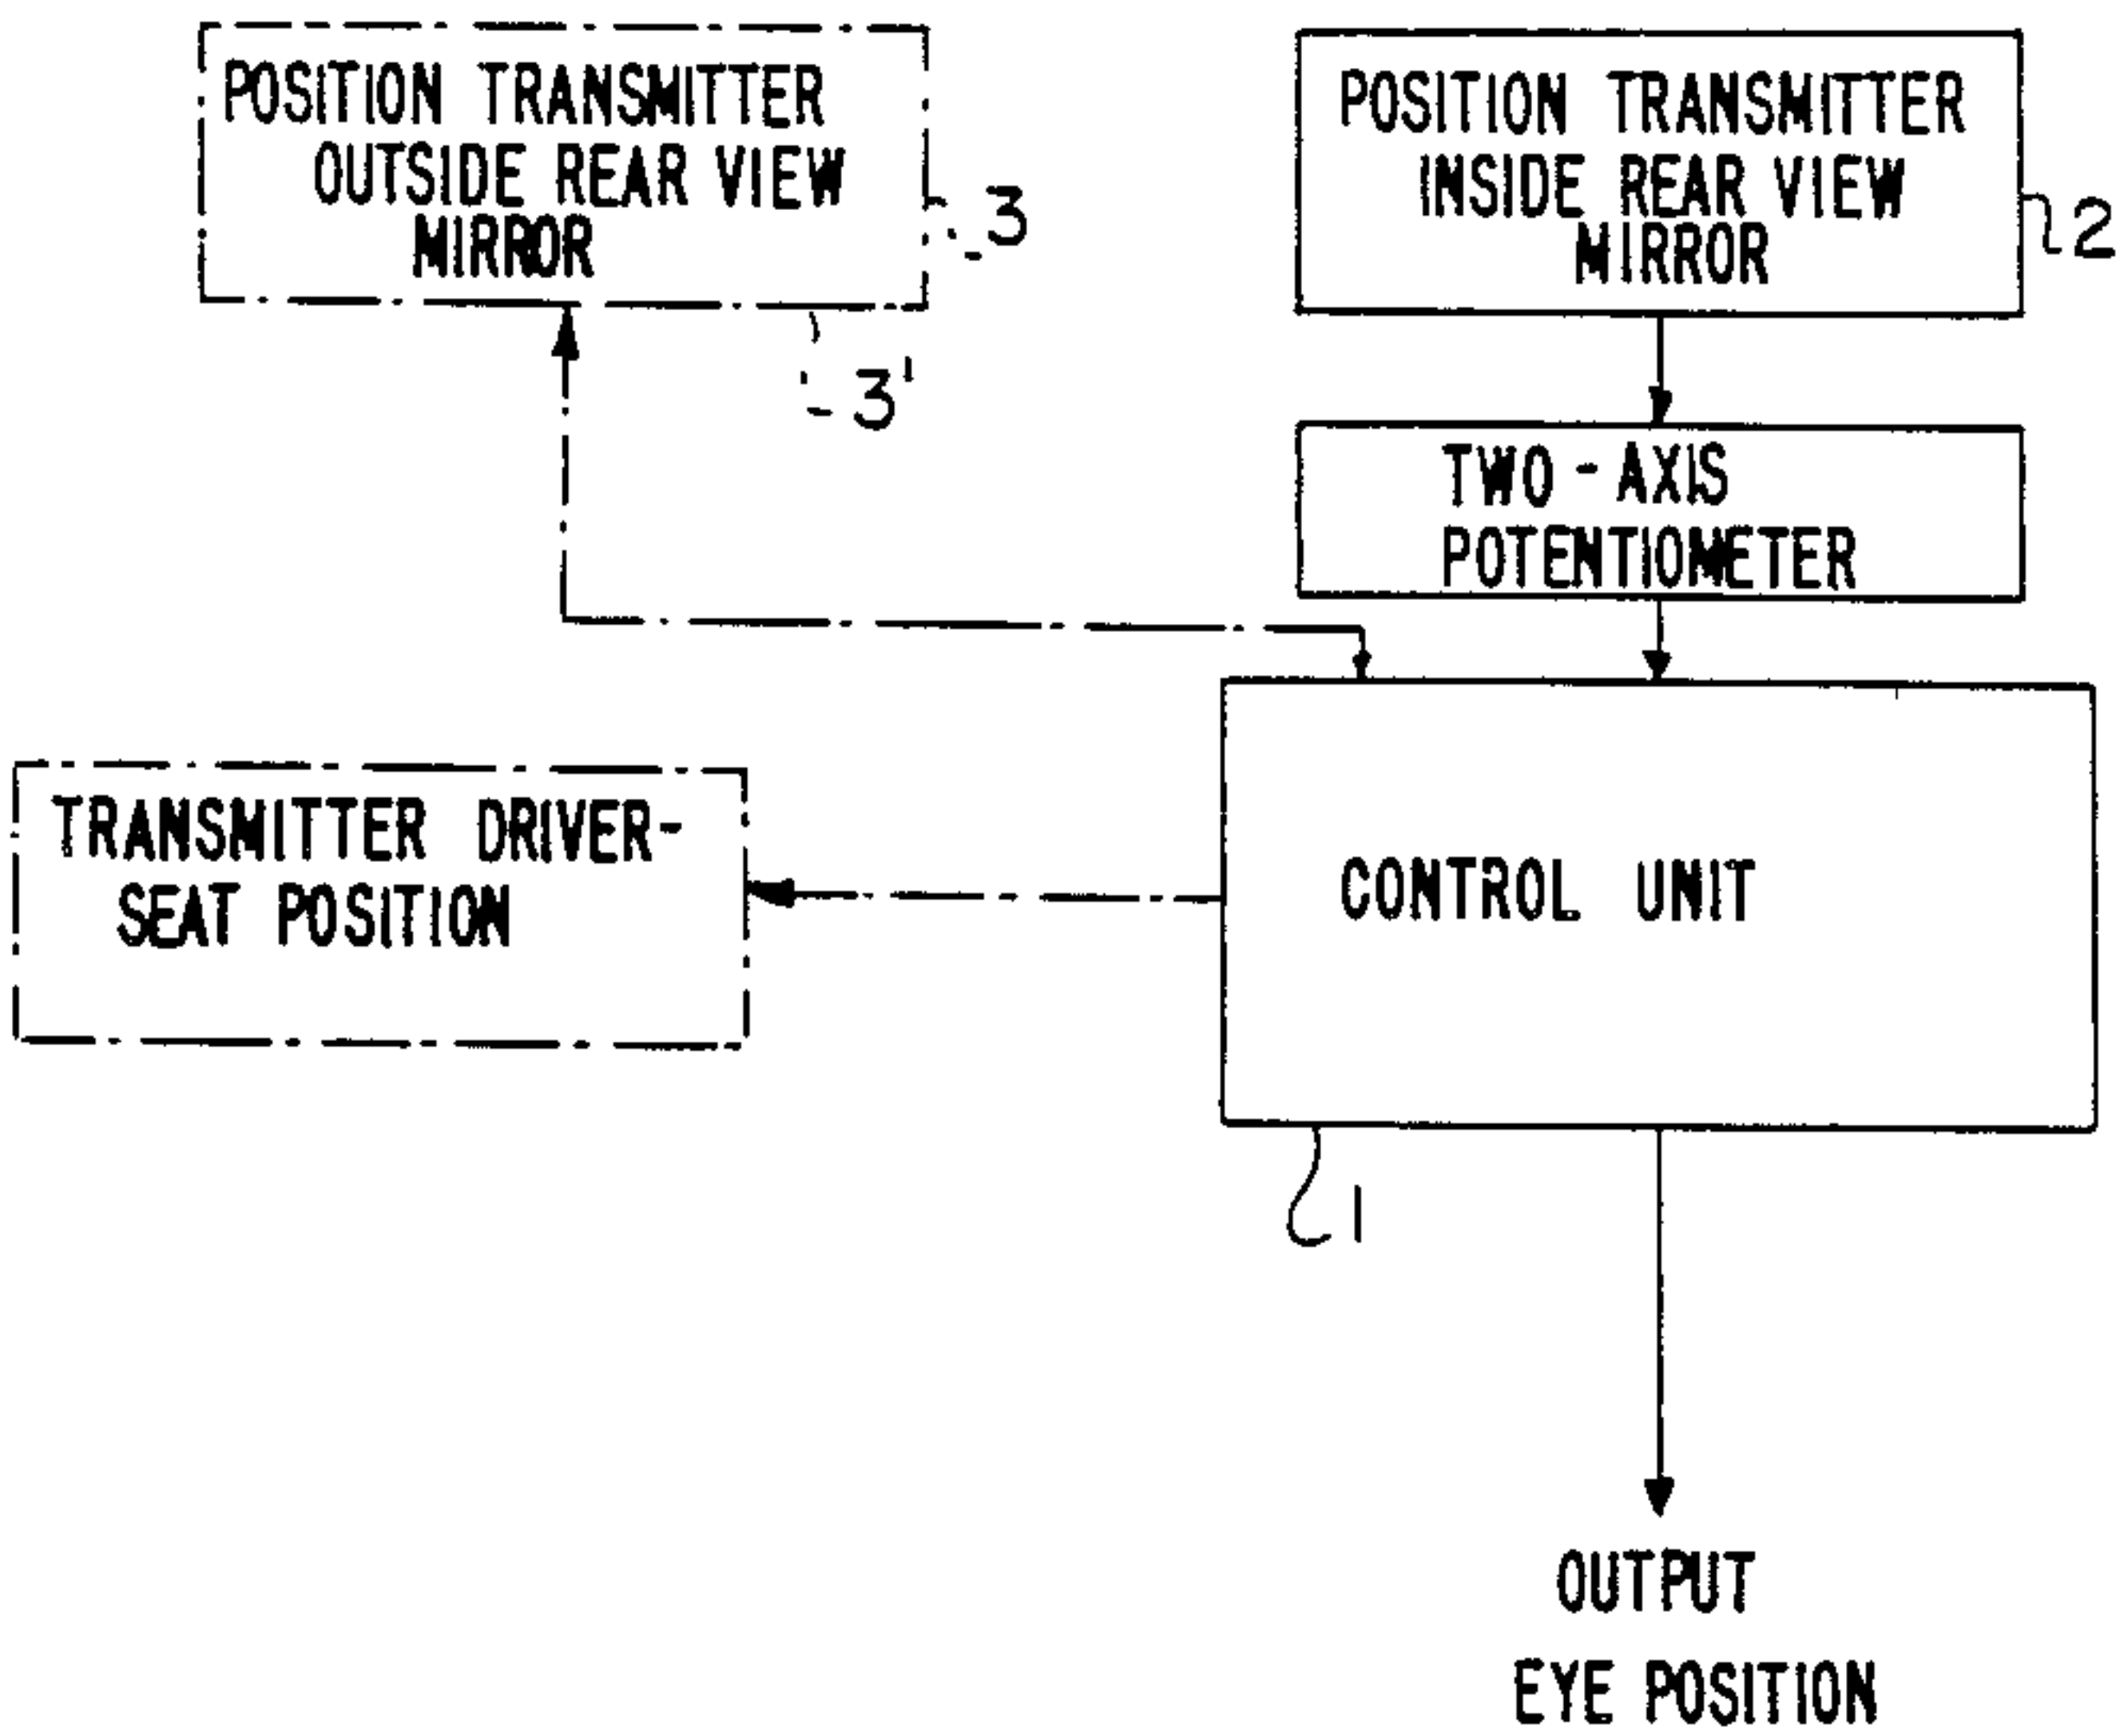 POSITION TRANSMITTER
OUTSIDE REAR VIEW
MIRROR
3
3'
POSITION TRANSMITTER
INSIDE REAR VIEW
MIRROR
2
TWO-AXIS
POTENTIOMETER
TRANSMITTER DRIVER-
SEAT POSITION
CONTROL UNIT
1
OUTPUT
EYE POSITION